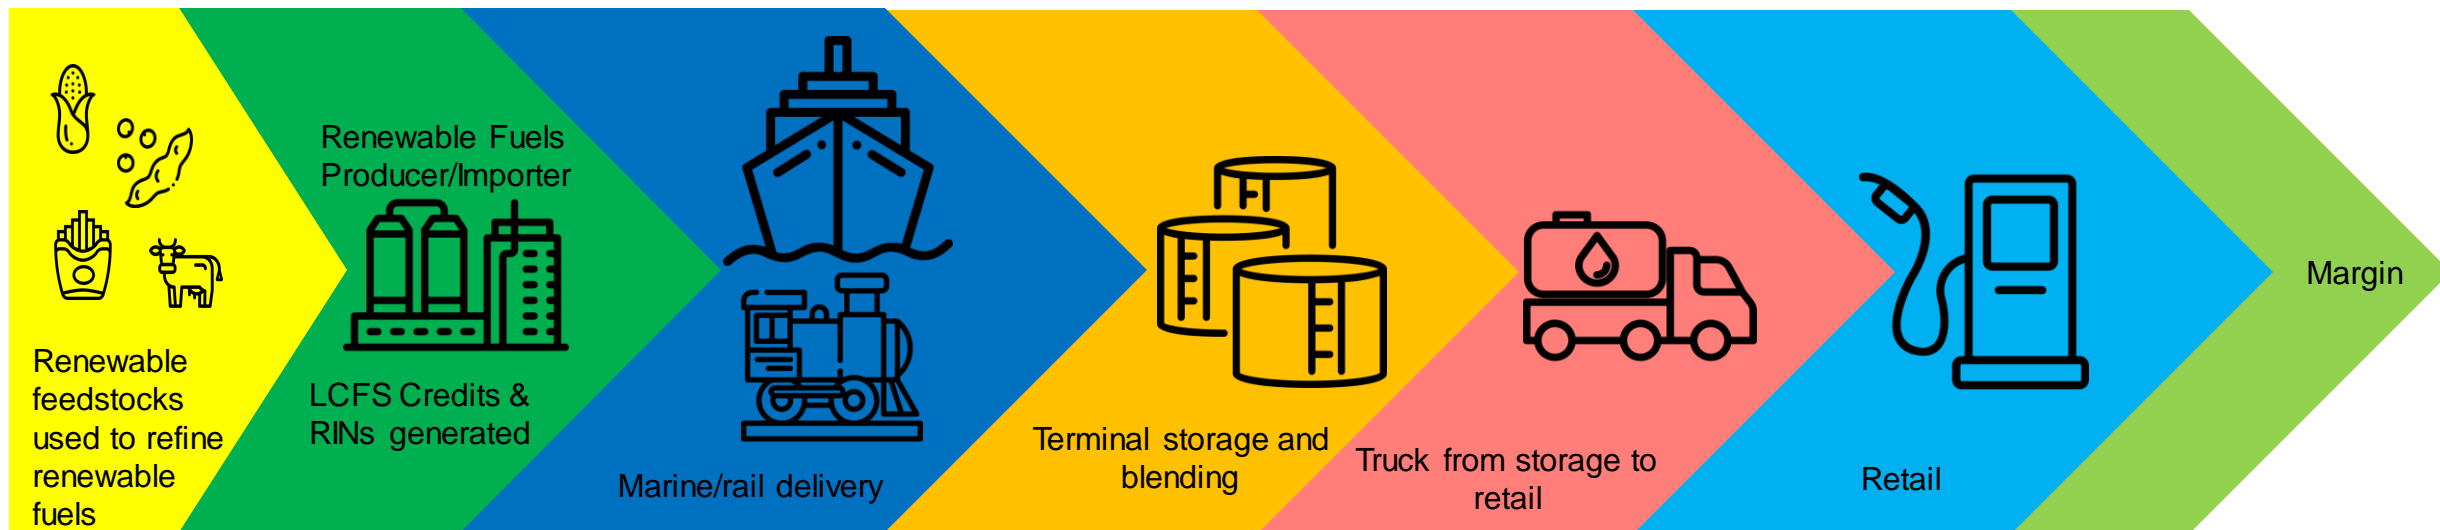 Renewable
feedstocks
used to refine
renewable
fuels
Renewable Fuels
Producer/Importer
LCFS Credits &
RINs generated
Marine/rail delivery
Terminal storage and
blending
Truck from storage to
retail
Retail
Margin